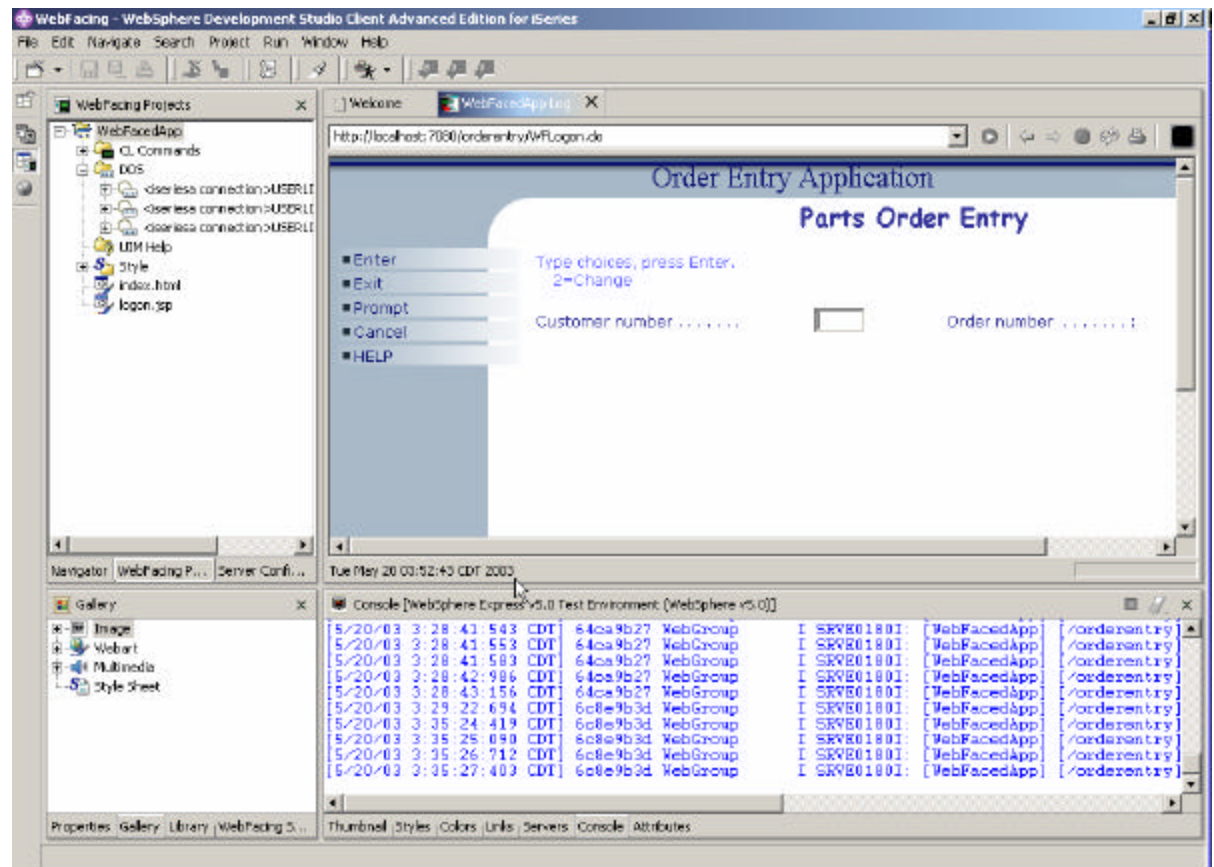 WebFacing - WebSphere Development Studio Client Advanced Edition for iSeries
File Edit Navigate Search Project Run Window Help
WebFacing Projects
WebFacedApp
CL Commands
DDS
<iseriesa connection>USERLI
<iseriesa connection>USERLI
<iseriesa connection>USERLI
UIM Help
Style
index.html
logon.jsp
Navigator WebFacing P... Server Confi...
Welcome WebFacedApp Log
http://localhost:7080/orderentry/WFLogon.do
Order Entry Application
Parts Order Entry
Enter
Exit
Prompt
Cancel
HELP
Type choices, press Enter.
2=Change
Customer number . . . . . . .
Order number . . . . . . . :
Tue May 20 03:52:43 CDT 2003
Gallery
Image
Webart
Multimedia
Style Sheet
Properties Gallery Library WebFacing S...
Console [WebSphere Express v5.0 Test Environment (WebSphere v5.0)]
[5/20/03 3:28:41:543 CDT] 64ca9b27 WebGroup I SRVE0180I: [WebFacedApp] [/orderentry]
[5/20/03 3:28:41:553 CDT] 64ca9b27 WebGroup I SRVE0180I: [WebFacedApp] [/orderentry]
[5/20/03 3:28:41:583 CDT] 64ca9b27 WebGroup I SRVE0180I: [WebFacedApp] [/orderentry]
[5/20/03 3:28:42:986 CDT] 64ca9b27 WebGroup I SRVE0180I: [WebFacedApp] [/orderentry]
[5/20/03 3:28:43:156 CDT] 64ca9b27 WebGroup I SRVE0180I: [WebFacedApp] [/orderentry]
[5/20/03 3:29:22:694 CDT] 6c8e9b3d WebGroup I SRVE0180I: [WebFacedApp] [/orderentry]
[5/20/03 3:35:24:419 CDT] 6c8e9b3d WebGroup I SRVE0180I: [WebFacedApp] [/orderentry]
[5/20/03 3:35:25:090 CDT] 6c8e9b3d WebGroup I SRVE0180I: [WebFacedApp] [/orderentry]
[5/20/03 3:35:26:712 CDT] 6c8e9b3d WebGroup I SRVE0180I: [WebFacedApp] [/orderentry]
[5/20/03 3:35:27:403 CDT] 6c8e9b3d WebGroup I SRVE0180I: [WebFacedApp] [/orderentry]
Thumbnail Styles Colors Links Servers Console Attributes